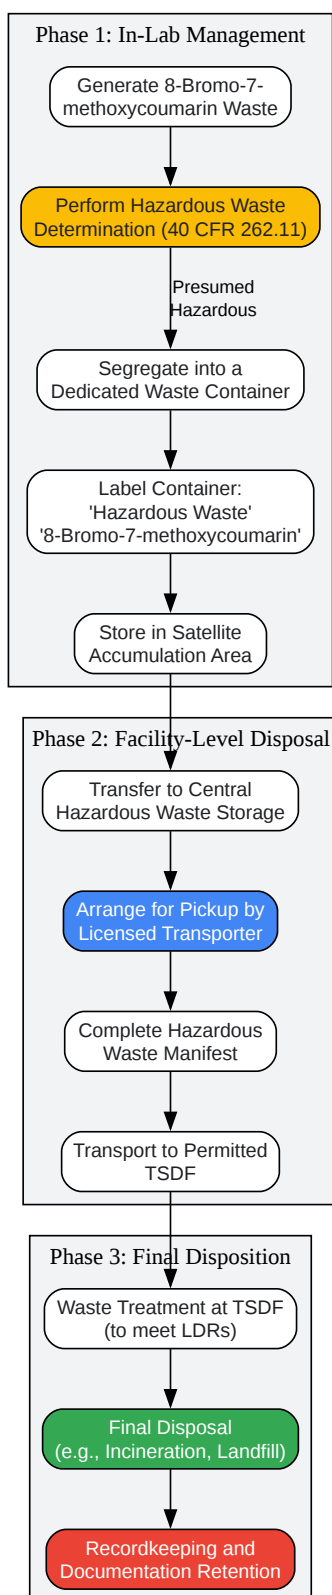 Phase 1: In-Lab Management
Generate 8-Bromo-7-
methoxycoumarin Waste
Perform Hazardous Waste
Determination (40 CFR 262.11)
Presumed
Hazardous
Segregate into a
Dedicated Waste Container
Label Container:
'Hazardous Waste'
'8-Bromo-7-methoxycoumarin'
Store in Satellite
Accumulation Area
Phase 2: Facility-Level Disposal
Transfer to Central
Hazardous Waste Storage
Arrange for Pickup by
Licensed Transporter
Complete Hazardous
Waste Manifest
Transport to Permitted
TSDF
Phase 3: Final Disposition
Waste Treatment at TSDF
(to meet LDRs)
Final Disposal
(e.g., Incineration, Landfill)
Recordkeeping and
Documentation Retention